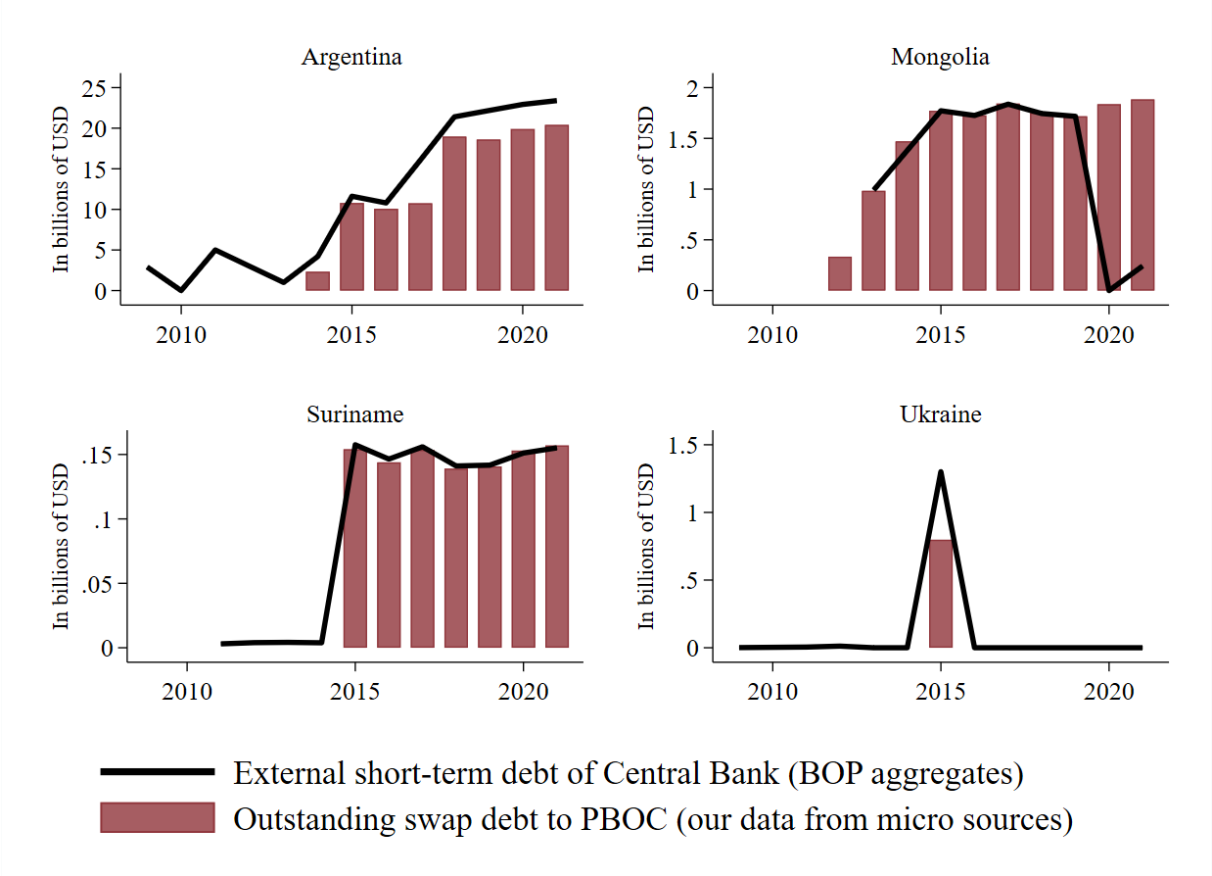 Argentina
In billions of USD
25
20
15
10
5
0
2010 2015 2020
Mongolia
In billions of USD
2
1.5
1
.5
0
2010 2015 2020
Suriname
In billions of USD
.15
.1
.05
0
2010 2015 2020
Ukraine
In billions of USD
1.5
1
.5
0
2010 2015 2020
External short-term debt of Central Bank (BOP aggregates)
Outstanding swap debt to PBOC (our data from micro sources)